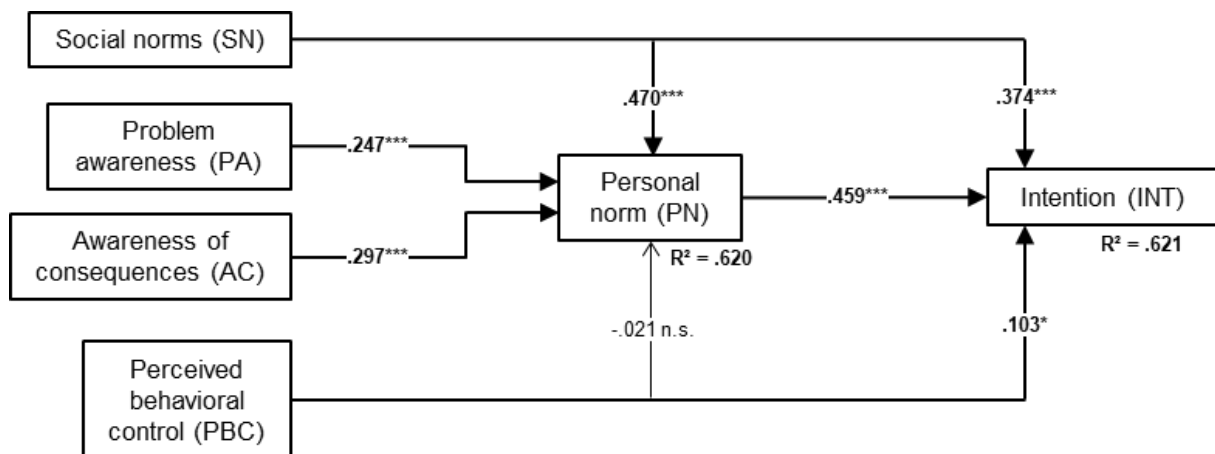 Social norms (SN)
.470***
.374***
Problem
awareness (PA)
.247***
Personal
norm (PN)
.459***
Intention (INT)
Awareness of
consequences (AC)
.297***
R² = .620
R² = .621
-.021 n.s.
.103*
Perceived
behavioral
control (PBC)